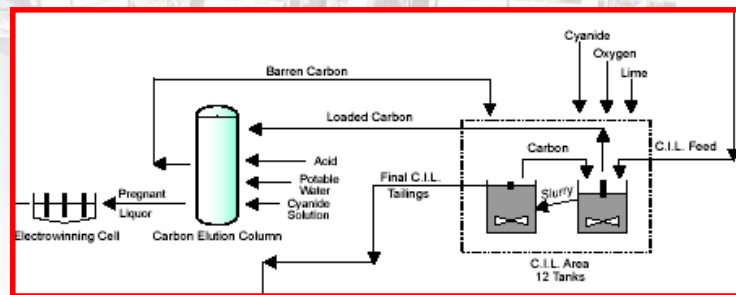 Cyanide
Oxygen
Lime
Barren Carbon
Loaded Carbon
Carbon
C.I.L. Feed
Acid
Potable
Water
Cyanide
Solution
Final C.I.L.
Tailings
Slurry
Pregnant
Liquor
Electrowinning Cell
Carbon Elution Column
C.I.L. Area
12 Tanks